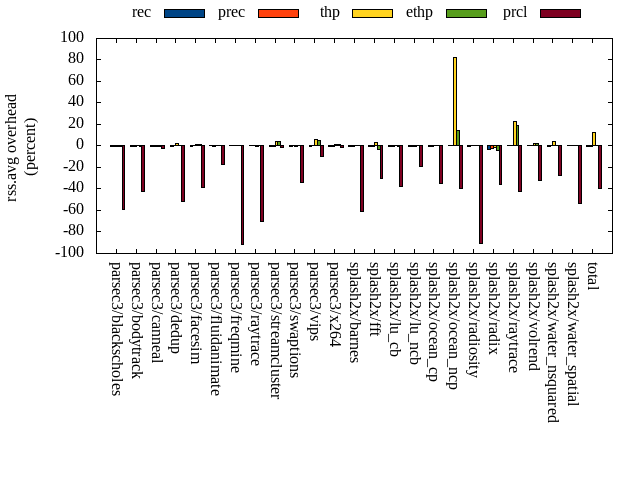 rec prec thp ethp prcl
rss.avg overhead
(percent)
100
80
60
40
20
0
-20
-40
-60
-80
-100
parsec3/blackscholes
parsec3/bodytrack
parsec3/canneal
parsec3/dedup
parsec3/facesim
parsec3/fluidanimate
parsec3/freqmine
parsec3/raytrace
parsec3/streamcluster
parsec3/swaptions
parsec3/vips
parsec3/x264
splash2x/barnes
splash2x/fft
splash2x/lu_cb
splash2x/lu_ncb
splash2x/ocean_cp
splash2x/ocean_ncp
splash2x/radiosity
splash2x/radix
splash2x/raytrace
splash2x/volrend
splash2x/water_nsquared
splash2x/water_spatial
total